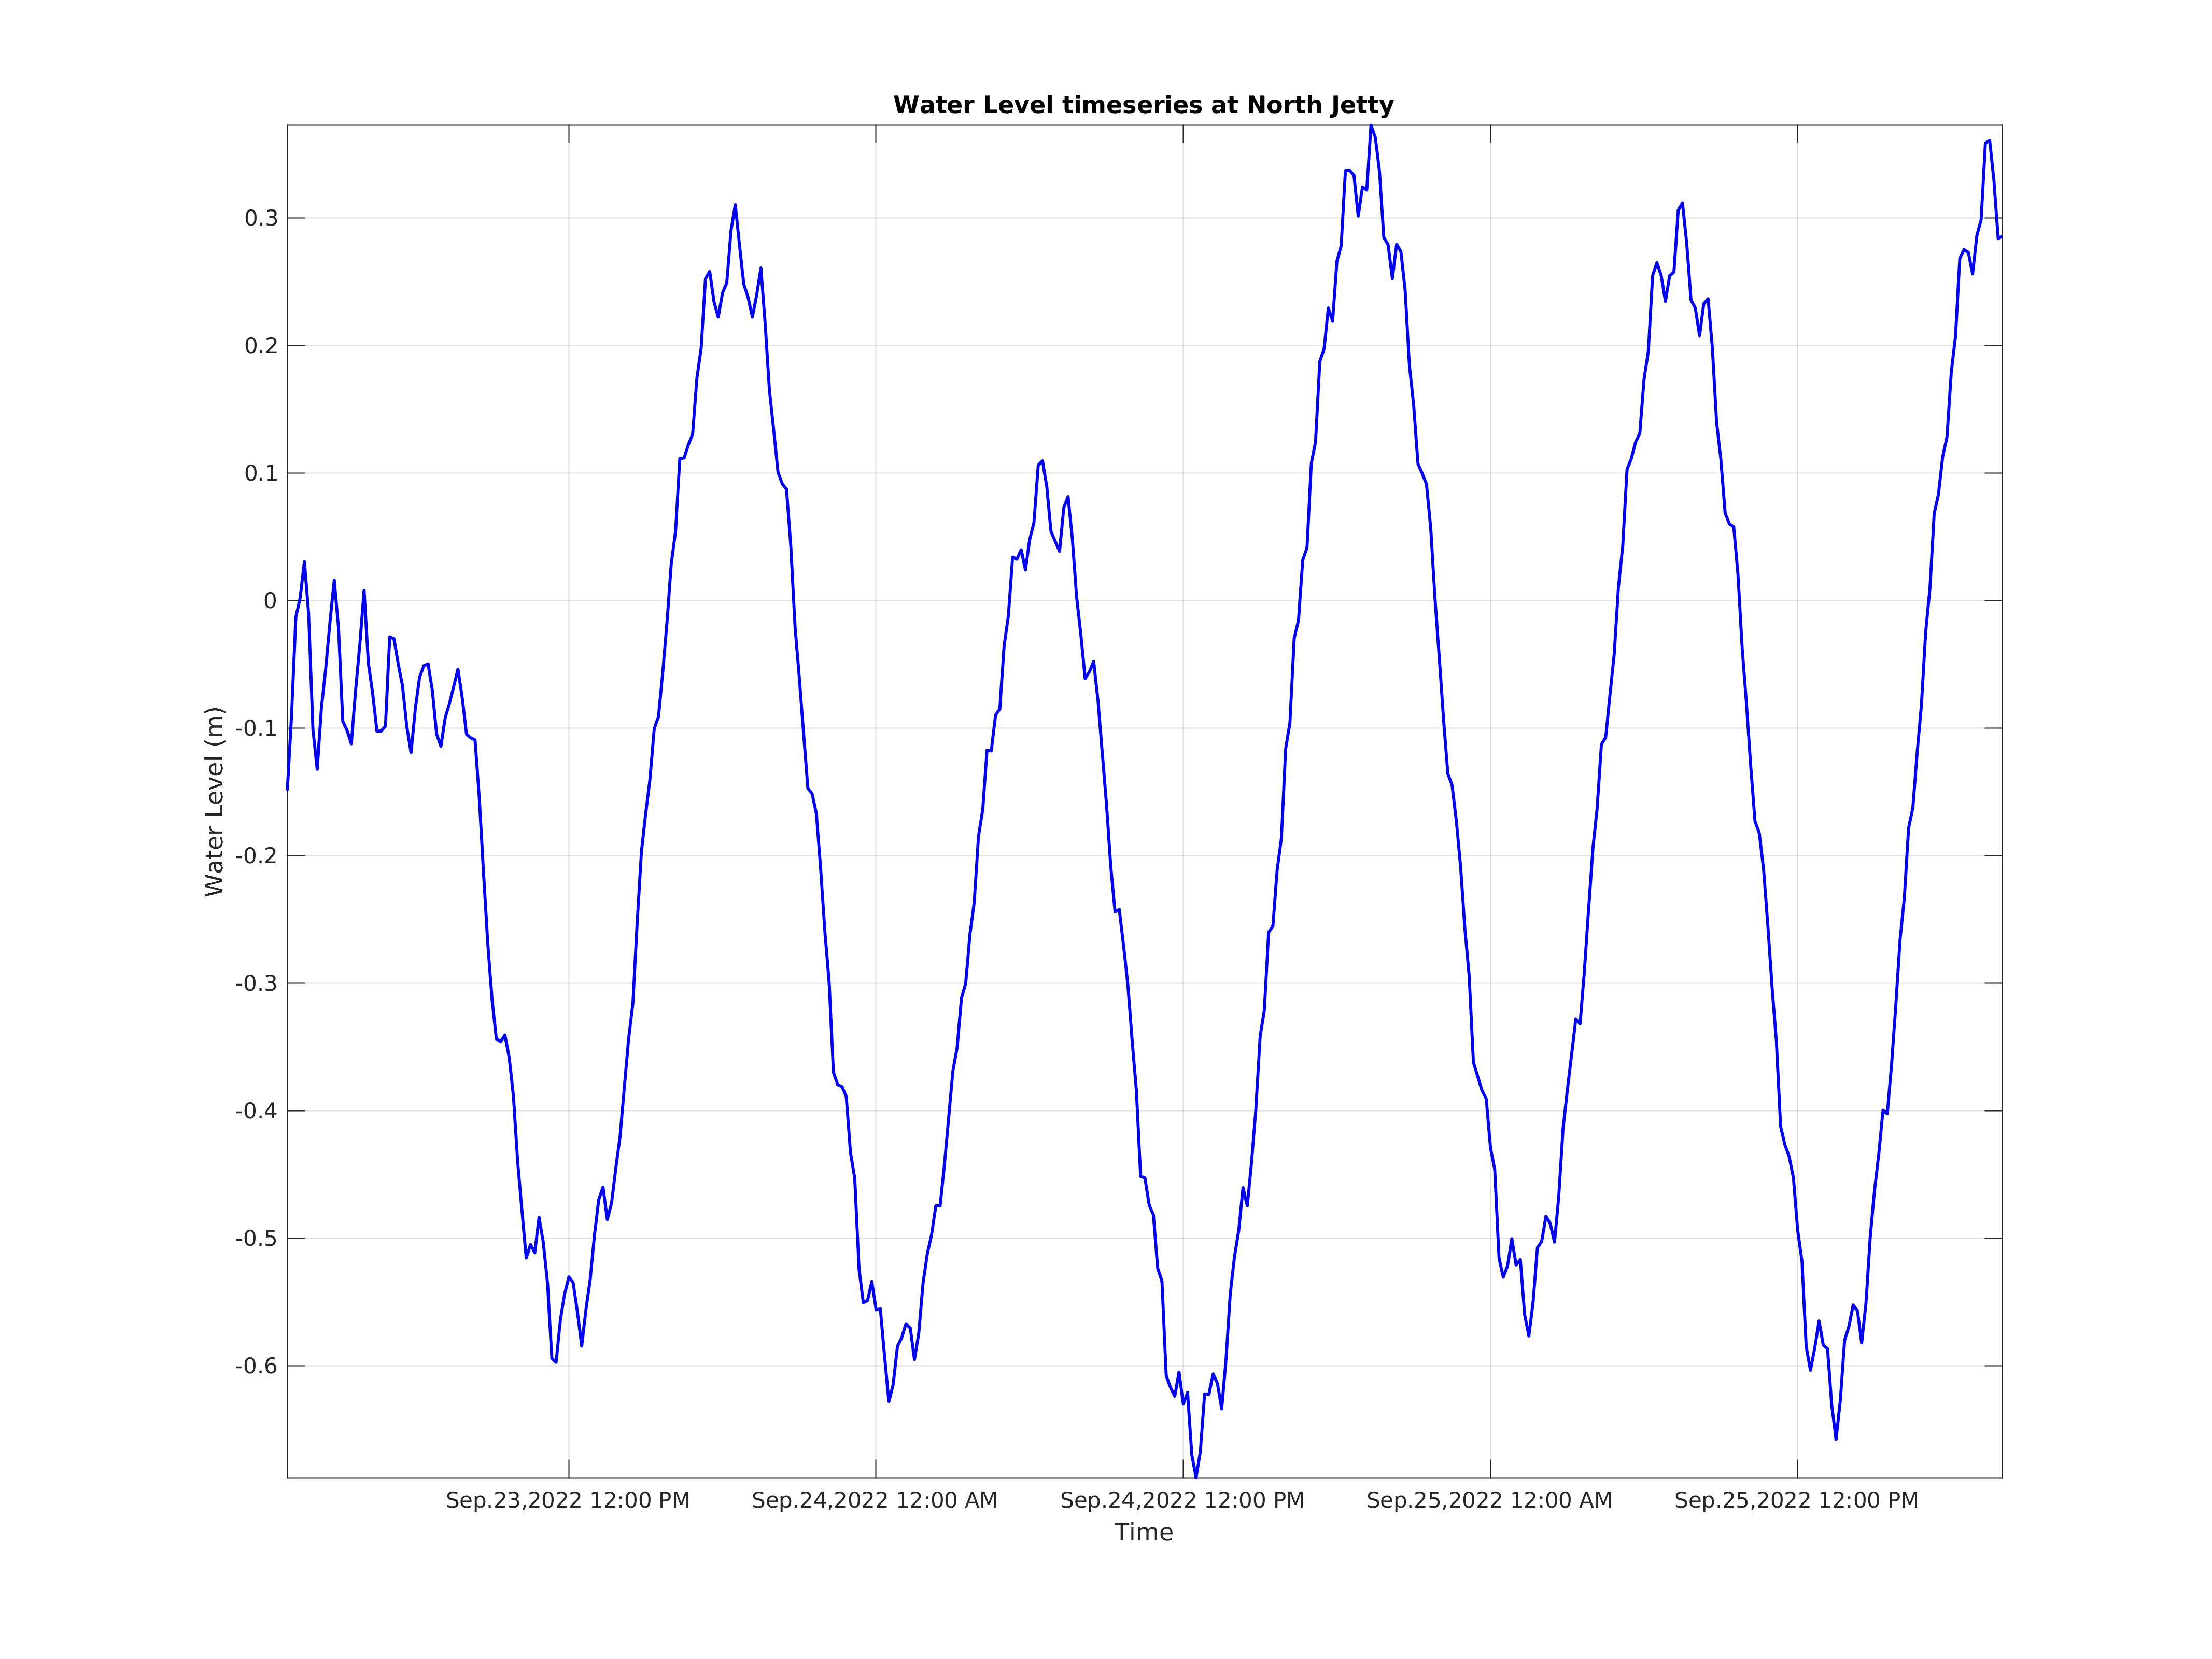 Water Level timeseries at North Jetty
0.3
0.2
0.1
0
-0.1
-0.2
-0.3
-0.4
-0.5
-0.6
Water Level (m)
Sep.23,2022 12:00 PM
Sep.24,2022 12:00 AM
Sep.24,2022 12:00 PM
Sep.25,2022 12:00 AM
Sep.25,2022 12:00 PM
Time